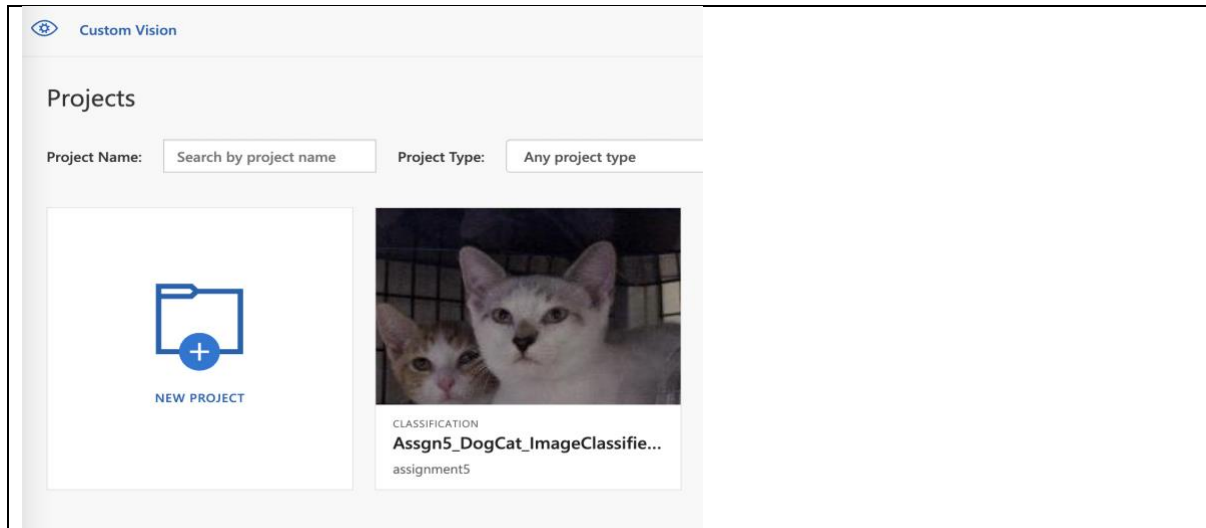 Custom Vision
Projects
Project Name: Search by project name Project Type: Any project type
NEW PROJECT
CLASSIFICATION
Assgn5_DogCat_ImageClassifie...
assignment5